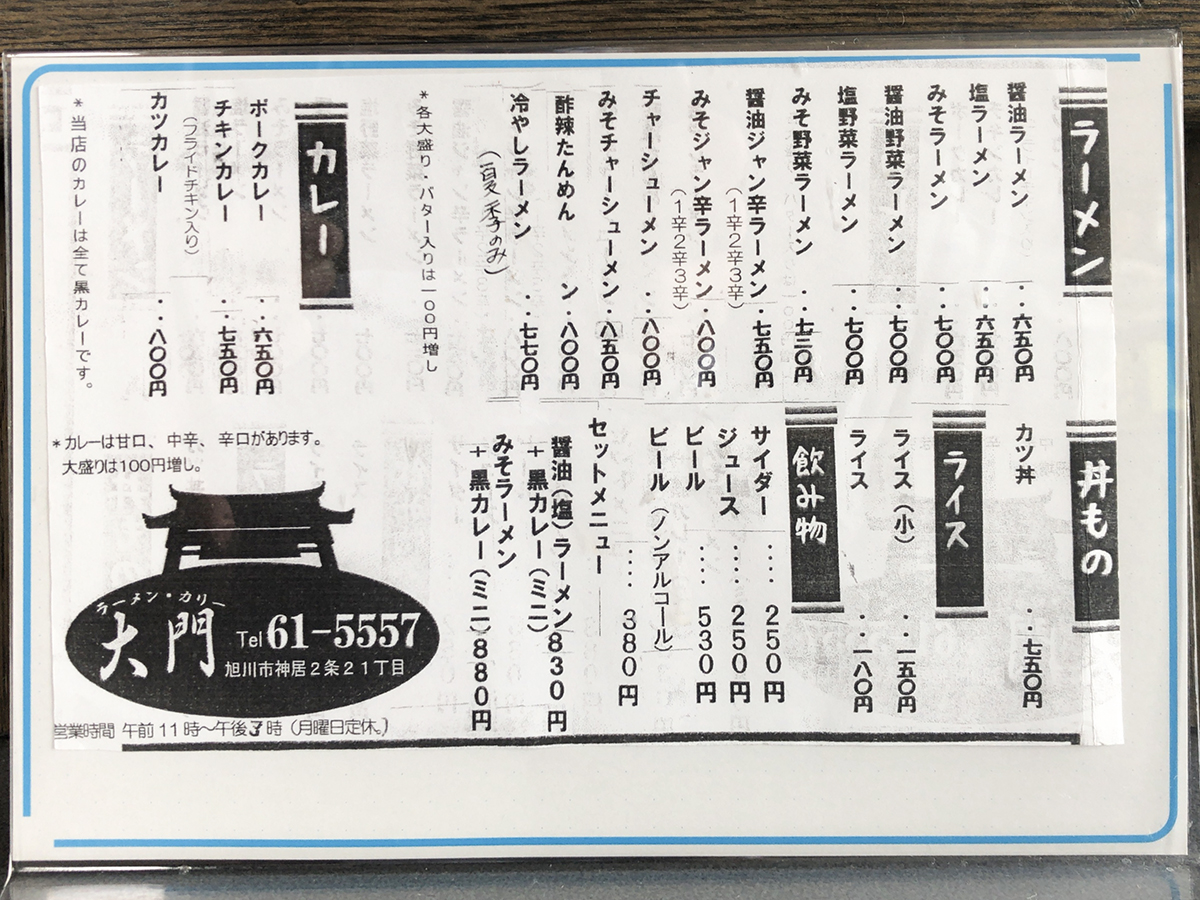 ラーメン
醤油ラーメン ・・六五〇円
塩ラーメン ・・六五〇円
みそラーメン ・・七〇〇円
醤油野菜ラーメン ・・七〇〇円
塩野菜ラーメン ・・七〇〇円
みそ野菜ラーメン ・・七三〇円
醤油ジャン辛ラーメン ・七五〇円
(1辛2辛3辛)
みそジャン辛ラーメン ・八〇〇円
(1辛2辛3辛)
チャーシューメン ・・八〇〇円
みそチャーシューメン ・八五〇円
酢辣たんめん ン・八〇〇円
冷やしラーメン ・・七七〇円
(夏季のみ)
*各大盛り・バター入りは一〇〇円増し
カレー
ポークカレー ・・六五〇円
チキンカレー ・・七五〇円
(フライドチキン入り)
カツカレー ・・八〇〇円
*当店のカレーは全て黒カレーです。
丼もの
カツ丼 ・・七五〇円
ライス
ライス(小) ・・一五〇円
ライス ・・一八〇円
飲み物
サイダー ‥‥ 250円
ジュース ‥‥ 250円
ビール ‥‥ 530円
ビール(ノンアルコール)
‥‥ 380円
セットメニュー
醤油(塩)ラーメン830円
+黒カレー(ミニ)
みそラーメン
+黒カレー(ミニ)880円
*カレーは甘口、中辛、辛口があります。
大盛りは100円増し。
ラーメン・カリー
大門
Tel 61-5557
旭川市神居2条21丁目
営業時間 午前11時~午後3時(月曜日定休。)